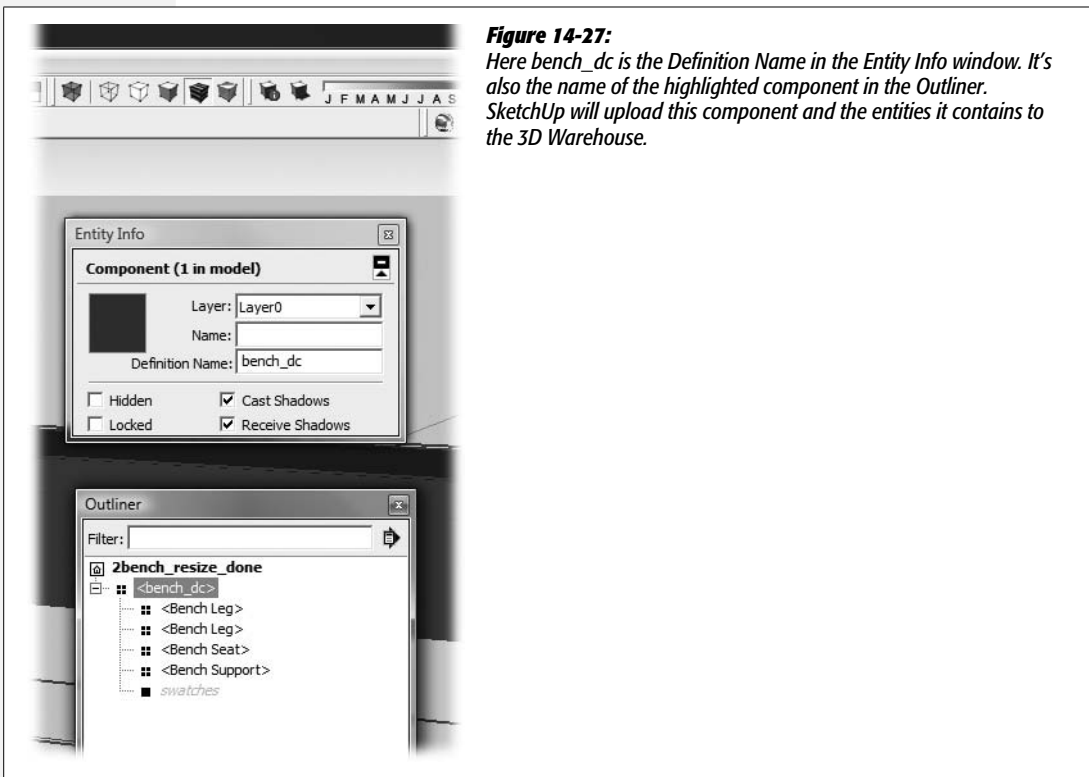 Figure 14-27:
Here bench_dc is the Definition Name in the Entity Info window. It's
also the name of the highlighted component in the Outliner.
SketchUp will upload this component and the entities it contains to
the 3D Warehouse.
J F M A M J J A S
Entity Info
Component (1 in model)
Layer: Layer0
Name:
Definition Name: bench_dc
Hidden Cast Shadows
Locked Receive Shadows
Outliner
Filter:
2bench_resize_done
<bench_dc>
<Bench Leg>
<Bench Leg>
<Bench Seat>
<Bench Support>
swatches